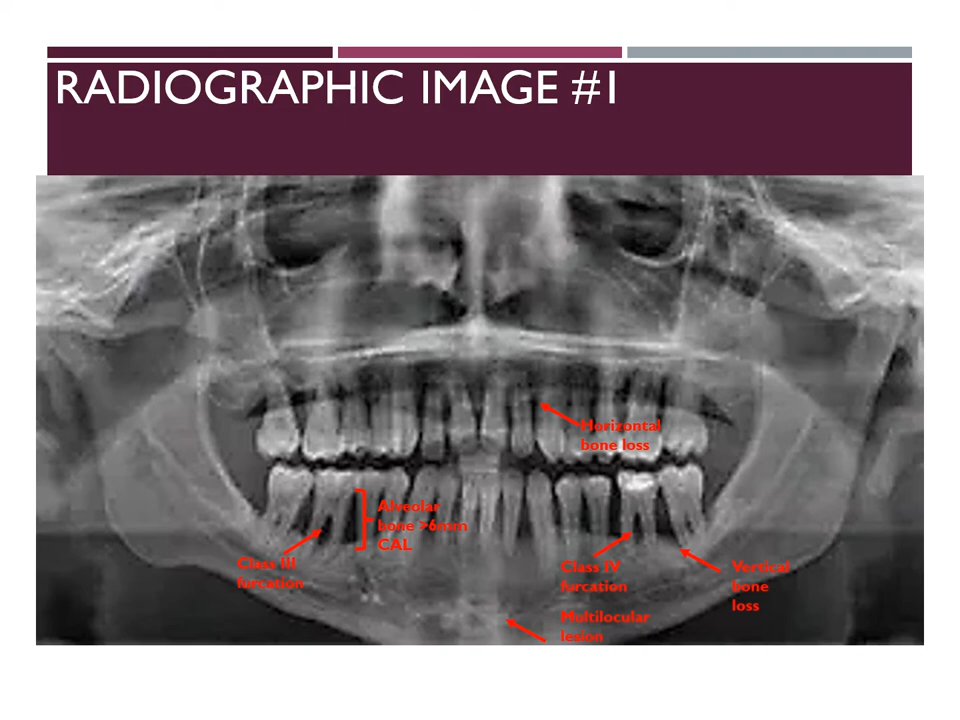 RADIOGRAPHIC IMAGE #1
Horizontal
bone loss
Alveolar
bone >6mm
CAL
Class III
furcation
Class IV
furcation
Vertical
bone
loss
Multilocular
lesion